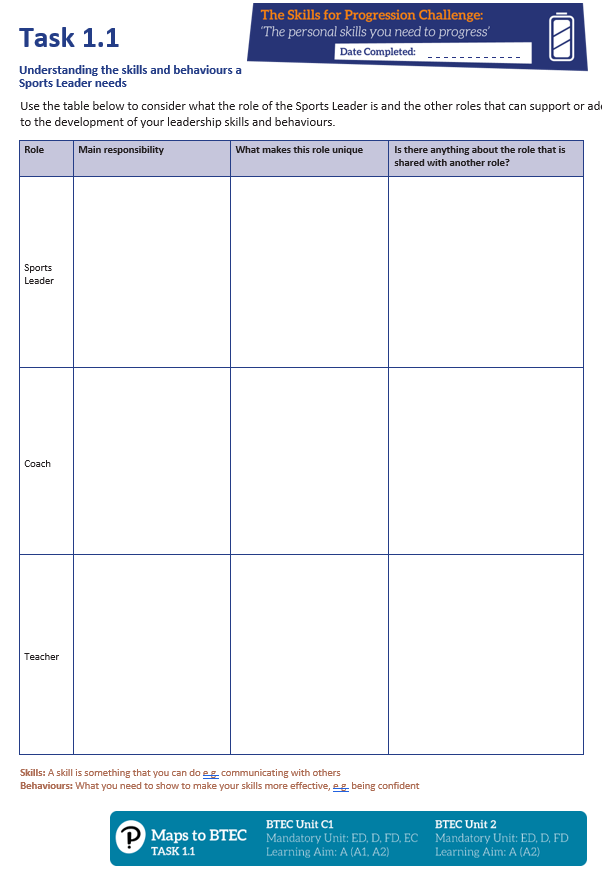 Task 1.1
The Skills for Progression Challenge:
'The personal skills you need to progress'
Date Completed: _ _ _ _ _ _ _ _ _ _ _
Understanding the skills and behaviours a
Sports Leader needs
Use the table below to consider what the role of the Sports Leader is and the other roles that can support or
to the development of your leadership skills and behaviours.
Role
Main responsibility
What makes this role unique
Is there anything about the role that is
shared with another role?
Sports
Leader
Coach
Teacher
Skills: A skill is something that you can do e.g. communicating with others
Behaviours: What you need to show to make your skills more effective, e.g. being confident
P
Maps to BTEC
TASK 1.1
BTEC Unit C1
Mandatory Unit: ED, D, FD, EC
Learning Aim: A (A1, A2)
BTEC Unit 2
Mandatory Unit: ED, D, FD
Learning Aim: A (A2)